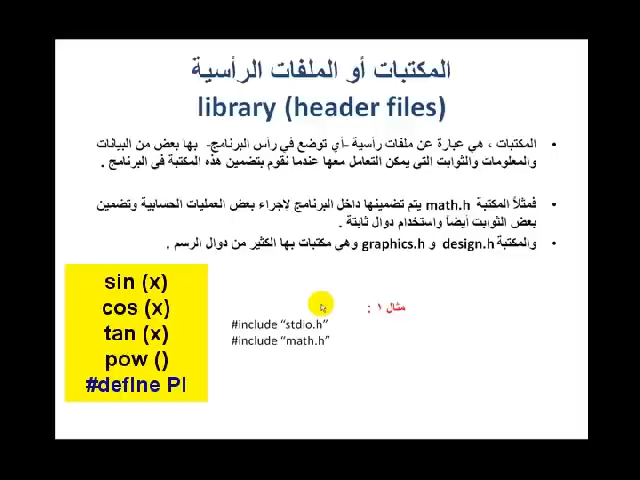 المكتبات أو الملفات الرأسية
library (header files)
• المكتبات ، هي عبارة عن ملفات رأسية -أي توضع في رأس البرنامج- بها بعض من البيانات
والمعلومات والثوابت التى يمكن التعامل معها عندما نقوم بتضمين هذه المكتبة فى البرنامج .
• فمثلاً المكتبة math.h يتم تضمينها داخل البرنامج لإجراء بعض العمليات الحسابية وتضمين
بعض الثوابت أيضاً واستخدام دوال ثابتة .
• والمكتبة design.h و graphics.h وهى مكتبات بها الكثير من دوال الرسم .
مثال ١ :
#include “stdio.h”
#include “math.h”
sin (x)
cos (x)
tan (x)
pow ()
#define PI